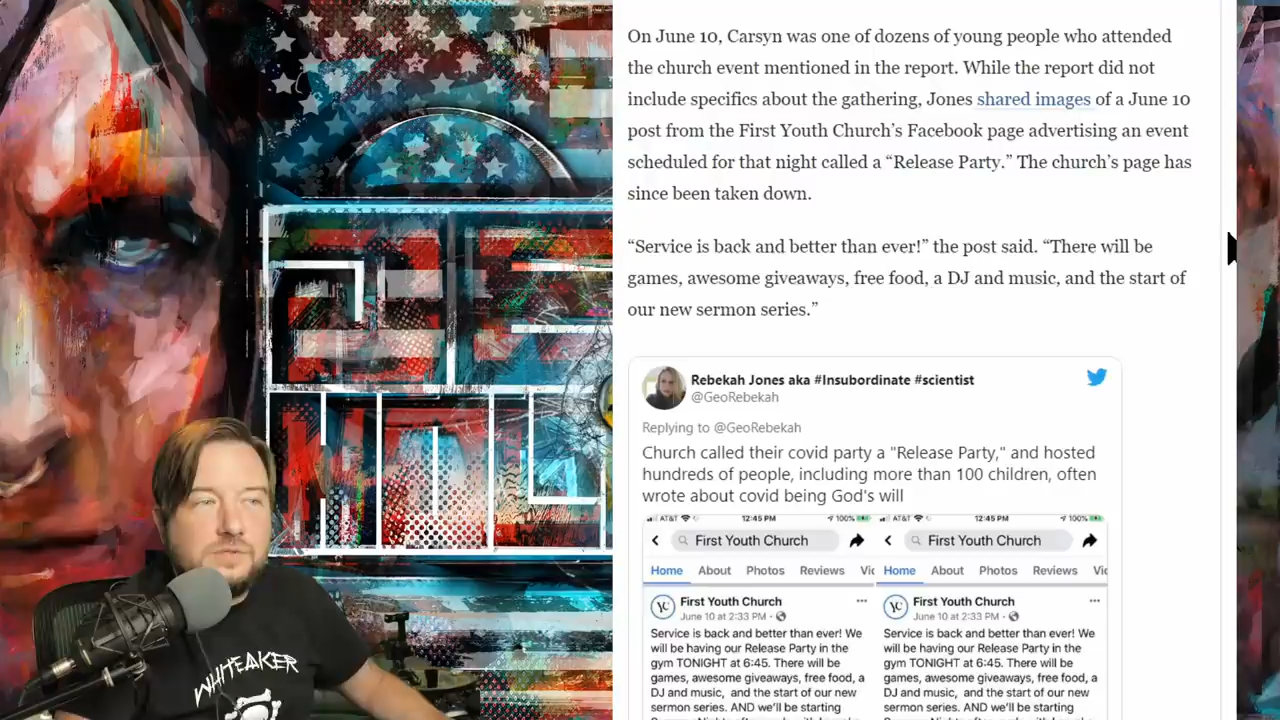 On June 10, Carsyn was one of dozens of young people who attended
the church event mentioned in the report. While the report did not
include specifics about the gathering, Jones shared images of a June 10
post from the First Youth Church’s Facebook page advertising an event
scheduled for that night called a “Release Party.” The church’s page has
since been taken down.
“Service is back and better than ever!” the post said. “There will be
games, awesome giveaways, free food, a DJ and music, and the start of
our new sermon series.”
Rebekah Jones aka #Insubordinate #scientist
@GeoRebekah
Replying to @GeoRebekah
Church called their covid party a "Release Party," and hosted
hundreds of people, including more than 100 children, often
wrote about covid being God's will
AT&T 12:45 PM 100% AT&T 12:45 PM 100%
First Youth Church First Youth Church
Home About Photos Reviews Home About Photos Reviews
YC First Youth Church YC First Youth Church
June 10 at 2:33 PM · June 10 at 2:33 PM ·
Service is back and better than ever! We Service is back and better than ever! We
will be having our Release Party in the will be having our Release Party in the
gym TONIGHT at 6:45. There will be gym TONIGHT at 6:45. There will be
games, awesome giveaways, free food, a games, awesome giveaways, free food, a
DJ and music, and the start of our new DJ and music, and the start of our new
sermon series. AND we'll be starting sermon series. AND we'll be starting
WHITEAKER